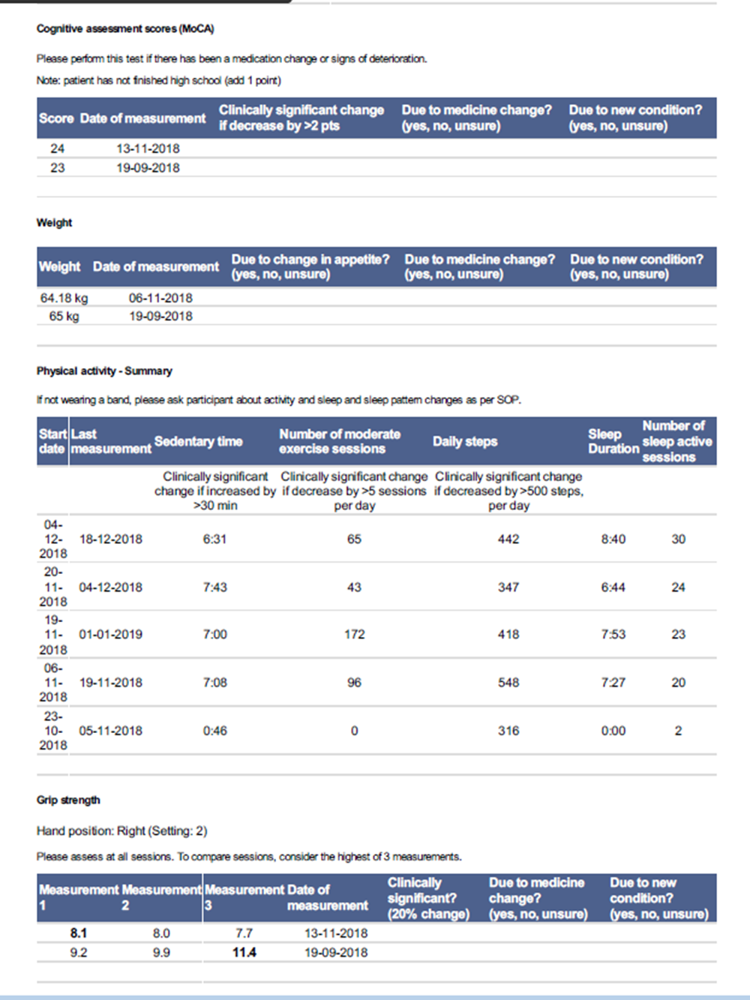 Cognitive assessment scores (MoCA)
Please perform this test if there has been a medication change or signs of deterioration.
Note: patient has not finished high school (add 1 point)
Score Date of measurement Clinically significant change if decrease by >2 pts Due to medicine change? (yes, no, unsure) Due to new condition? (yes, no, unsure)
24 13-11-2018
23 19-09-2018
Weight
Weight Date of measurement Due to change in appetite? (yes, no, unsure) Due to medicine change? (yes, no, unsure) Due to new condition? (yes, no, unsure)
64.18 kg 06-11-2018
65 kg 19-09-2018
Physical activity - Summary
If not wearing a band, please ask participant about activity and sleep and sleep pattern changes as per SOP.
Start date Last measurement Sedentary time Number of moderate exercise sessions Daily steps Sleep Duration Number of sleep active sessions
Clinically significant change if increased by >30 min Clinically significant change if decrease by >5 sessions per day Clinically significant change if decreased by >500 steps, per day
04-12-2018 18-12-2018 6:31 65 442 8:40 30
20-11-2018 04-12-2018 7:43 43 347 6:44 24
19-11-2018 01-01-2019 7:00 172 418 7:53 23
06-11-2018 19-11-2018 7:08 96 548 7:27 20
23-10-2018 05-11-2018 0:46 0 316 0:00 2
Grip strength
Hand position: Right (Setting: 2)
Please assess at all sessions. To compare sessions, consider the highest of 3 measurements.
Measurement 1 Measurement 2 Measurement 3 Date of measurement Clinically significant? (20% change) Due to medicine change? (yes, no, unsure) Due to new condition? (yes, no, unsure)
8.1 8.0 7.7 13-11-2018
9.2 9.9 11.4 19-09-2018